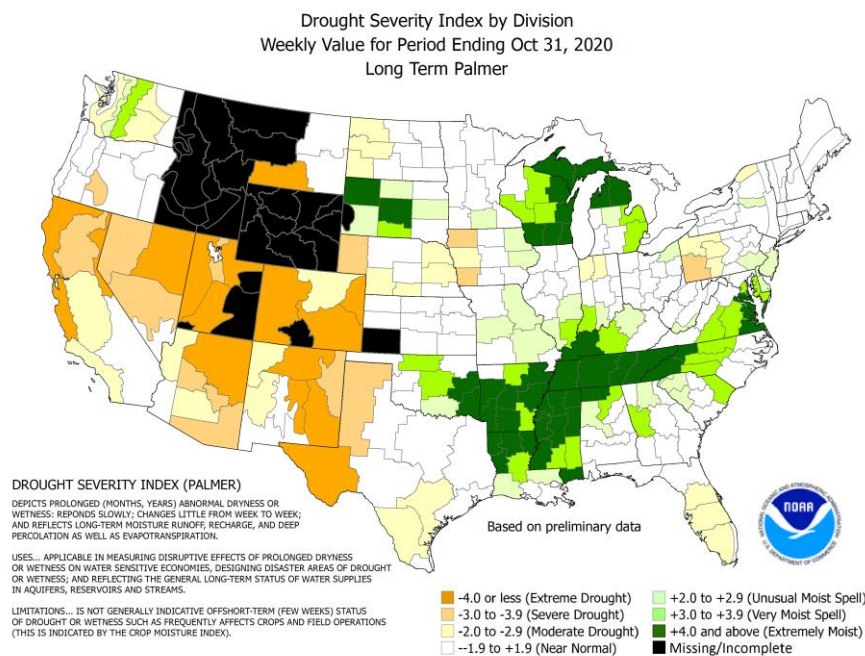 Drought Severity Index by Division
Weekly Value for Period Ending Oct 31, 2020
Long Term Palmer
DROUGHT SEVERITY INDEX (PALMER)
DEPICTS PROLONGED (MONTHS, YEARS) ABNORMAL DRYNESS
OR WETNESS: REPONDS SLOWLY; CHANGES LITTLE FROM WEEK TO WEEK;
AND REFLECTS LONG-TERM MOISTURE RUNOFF, RECHARGE, AND DEEP
PERCOLATION AS WELL AS EVAPOTRANSPIRATION.
USES... APPLICABLE IN MEASURING DISRUPTIVE EFFECTS OF PROLONGED DRYNESS
OR WETNESS ON WATER SENSITIVE ECONOMIES, DESIGNING DISASTER AREAS OF DROUGHT
OR WETNESS; AND REFLECTING THE GENERAL LONG-TERM STATUS OF WATER SUPPLIES
IN AQUIFERS, RESERVOIRS AND STREAMS.
LIMITATIONS... IS NOT GENERALLY INDICATIVE OFFSHORT-TERM (FEW WEEKS) STATUS
OF DROUGHT OR WETNESS SUCH AS FREQUENTLY AFFECTS CROPS AND FIELD OPERATIONS
(THIS IS INDICATED BY THE CROP MOISTURE INDEX).
Based on preliminary data
NATIONAL OCEANIC AND ATMOSPHERIC ADMINISTRATION
NOAA
U.S. DEPARTMENT OF COMMERCE
-4.0 or less (Extreme Drought)
-3.0 to -3.9 (Severe Drought)
-2.0 to -2.9 (Moderate Drought)
--1.9 to +1.9 (Near Normal)
+2.0 to +2.9 (Unusual Moist Spell)
+3.0 to +3.9 (Very Moist Spell)
+4.0 and above (Extremely Moist)
Missing/Incomplete